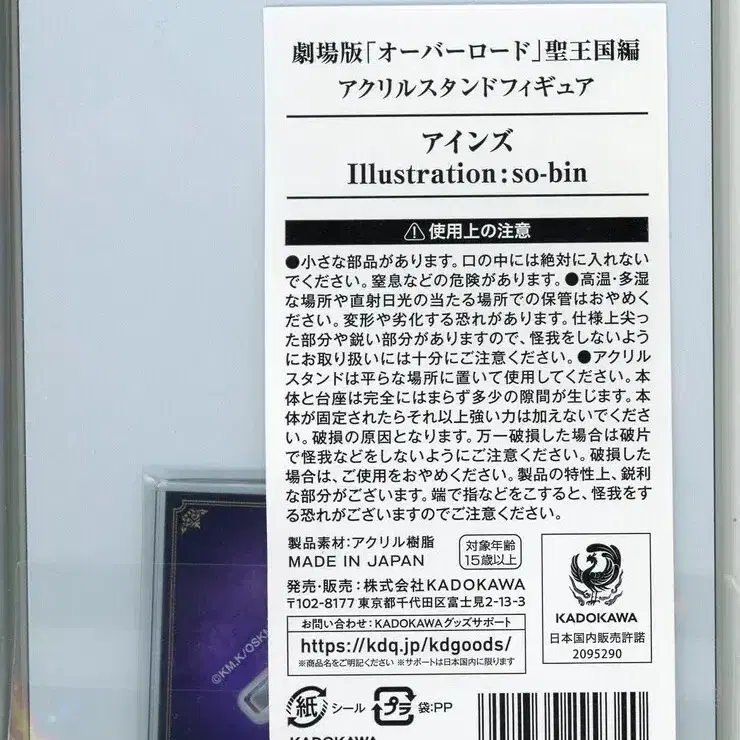 劇場版「オーバーロード」聖王国編
アクリルスタンドフィギュア
アインズ
Illustration:so-bin
⚠使用上の注意
●小さな部品があります。口の中には絶対に入れない
でください。窒息などの危険があります。●高温・多湿
な場所や直射日光の当たる場所での保管はおやめく
ださい。変形や劣化する恐れがあります。仕様上尖っ
た部分や鋭い部分がありますので、怪我をしないよう
にお取り扱いには十分にご注意ください。●アクリル
スタンドは平らな場所に置いて使用してください。本
体と台座は完全にはまらず多少の隙間が生じます。本
体が固定されたらそれ以上強い力は加えないでくださ
い。破損の原因となります。万一破損した場合は破片
で怪我などをしないようにご注意ください。破損した
場合は、ご使用をおやめください。製品の特性上、鋭利
な部分がございます。端で指などをこすると、怪我をす
る恐れがございますのでご注意ください。
製品素材:アクリル樹脂
MADE IN JAPAN
対象年齢
15歳以上
発売・販売:株式会社KADOKAWA
〒102-8177 東京都千代田区富士見2-13-3
お問い合わせ:KADOKAWAグッズサポート
https://kdq.jp/kdgoods/
※商品名をご明記ください ※サポートは日本国内に限ります
KADOKAWA
日本国内販売許諾
2095290
紙 シール プラ 袋:PP
KADOKAWA
©K.M,K/OSK